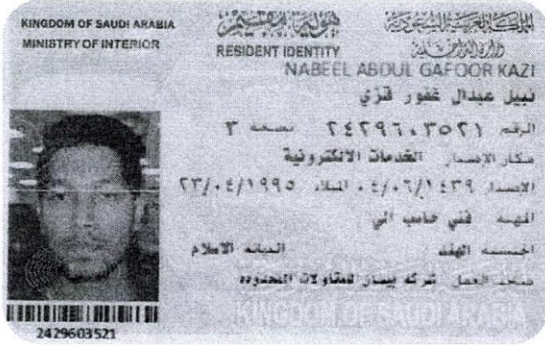 KINGDOM OF SAUDI ARABIA
MINISTRY OF INTERIOR
هوية مقيم
RESIDENT IDENTITY
المملكة العربية السعودية
وزارة الداخلية
NABEEL ABDUL GAFOOR KAZI
نبيل عبدال غفور قزي
الرقم ٢٤٢٩٦٠٣٥٢١ نسخة ٣
مكان الإصدار الخدمات الالكترونية
الاصدار ٠٤/٠٦/١٤٣٩ الميلاد ٢٣/٠٤/١٩٩٥
المهنة فني حاسب الي
الجنسية الهند الديانة الاسلام
صاحب العمل شركة للمقاولات المحدوده
KINGDOM OF SAUDI ARABIA
2429603521